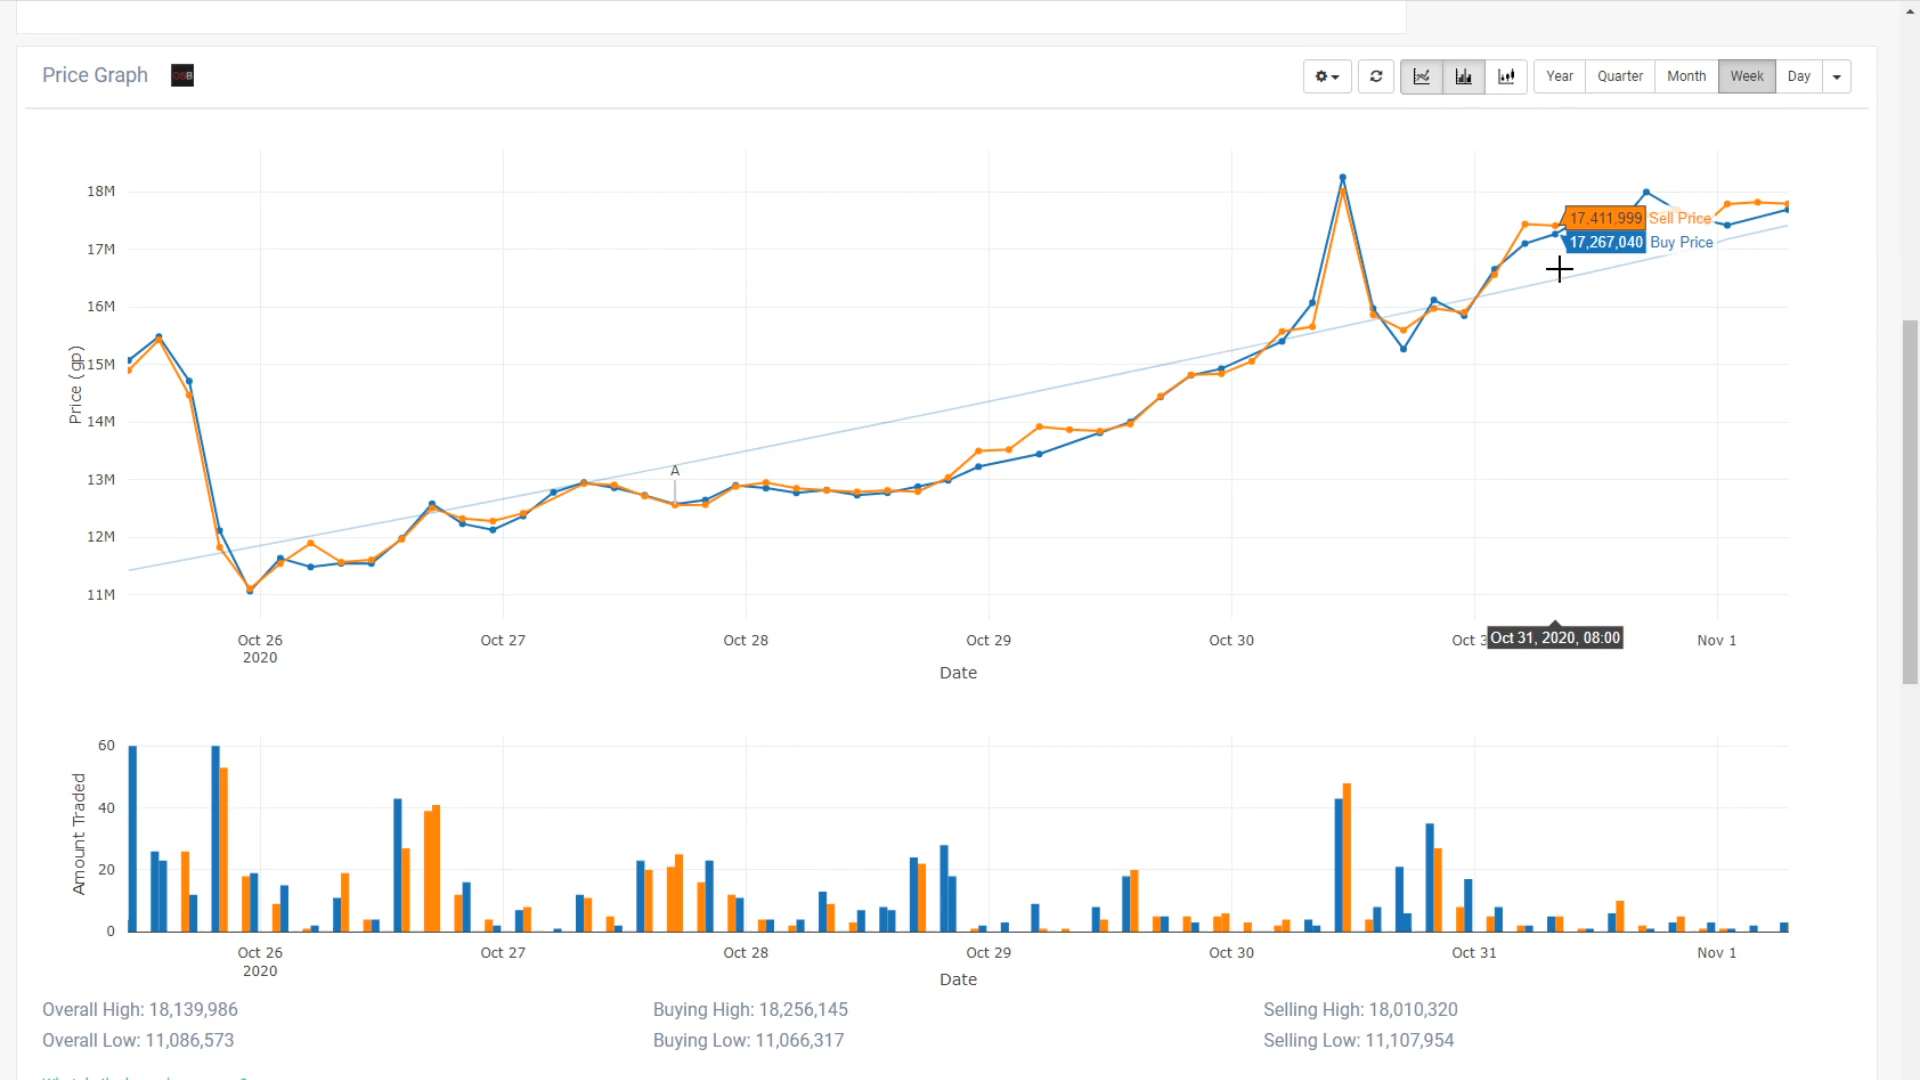 Price Graph
OSB
Year Quarter Month Week Day
18M
17M
16M
15M
14M
13M
12M
11M
Price (gp)
A
17,411,999 Sell Price
17,267,040 Buy Price
Oct 26
2020
Oct 27
Oct 28
Oct 29
Oct 30
Oct 3
Oct 31, 2020, 08:00
Nov 1
Date
60
40
20
0
Amount Traded
Oct 26
2020
Oct 27
Oct 28
Oct 29
Oct 30
Oct 31
Nov 1
Date
Overall High: 18,139,986
Buying High: 18,256,145
Selling High: 18,010,320
Overall Low: 11,086,573
Buying Low: 11,066,317
Selling Low: 11,107,954